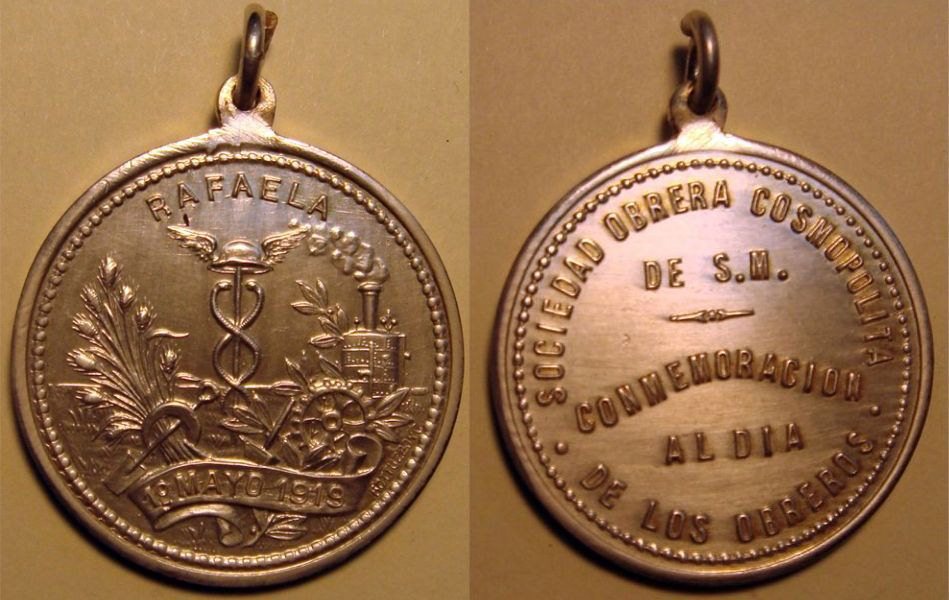 RAFAELA
1º MAYO-1919
SOCIEDAD OBRERA COSMOPOLITA
DE S.M.
CONMEMORACION
AL DIA
· DE LOS OBREROS ·